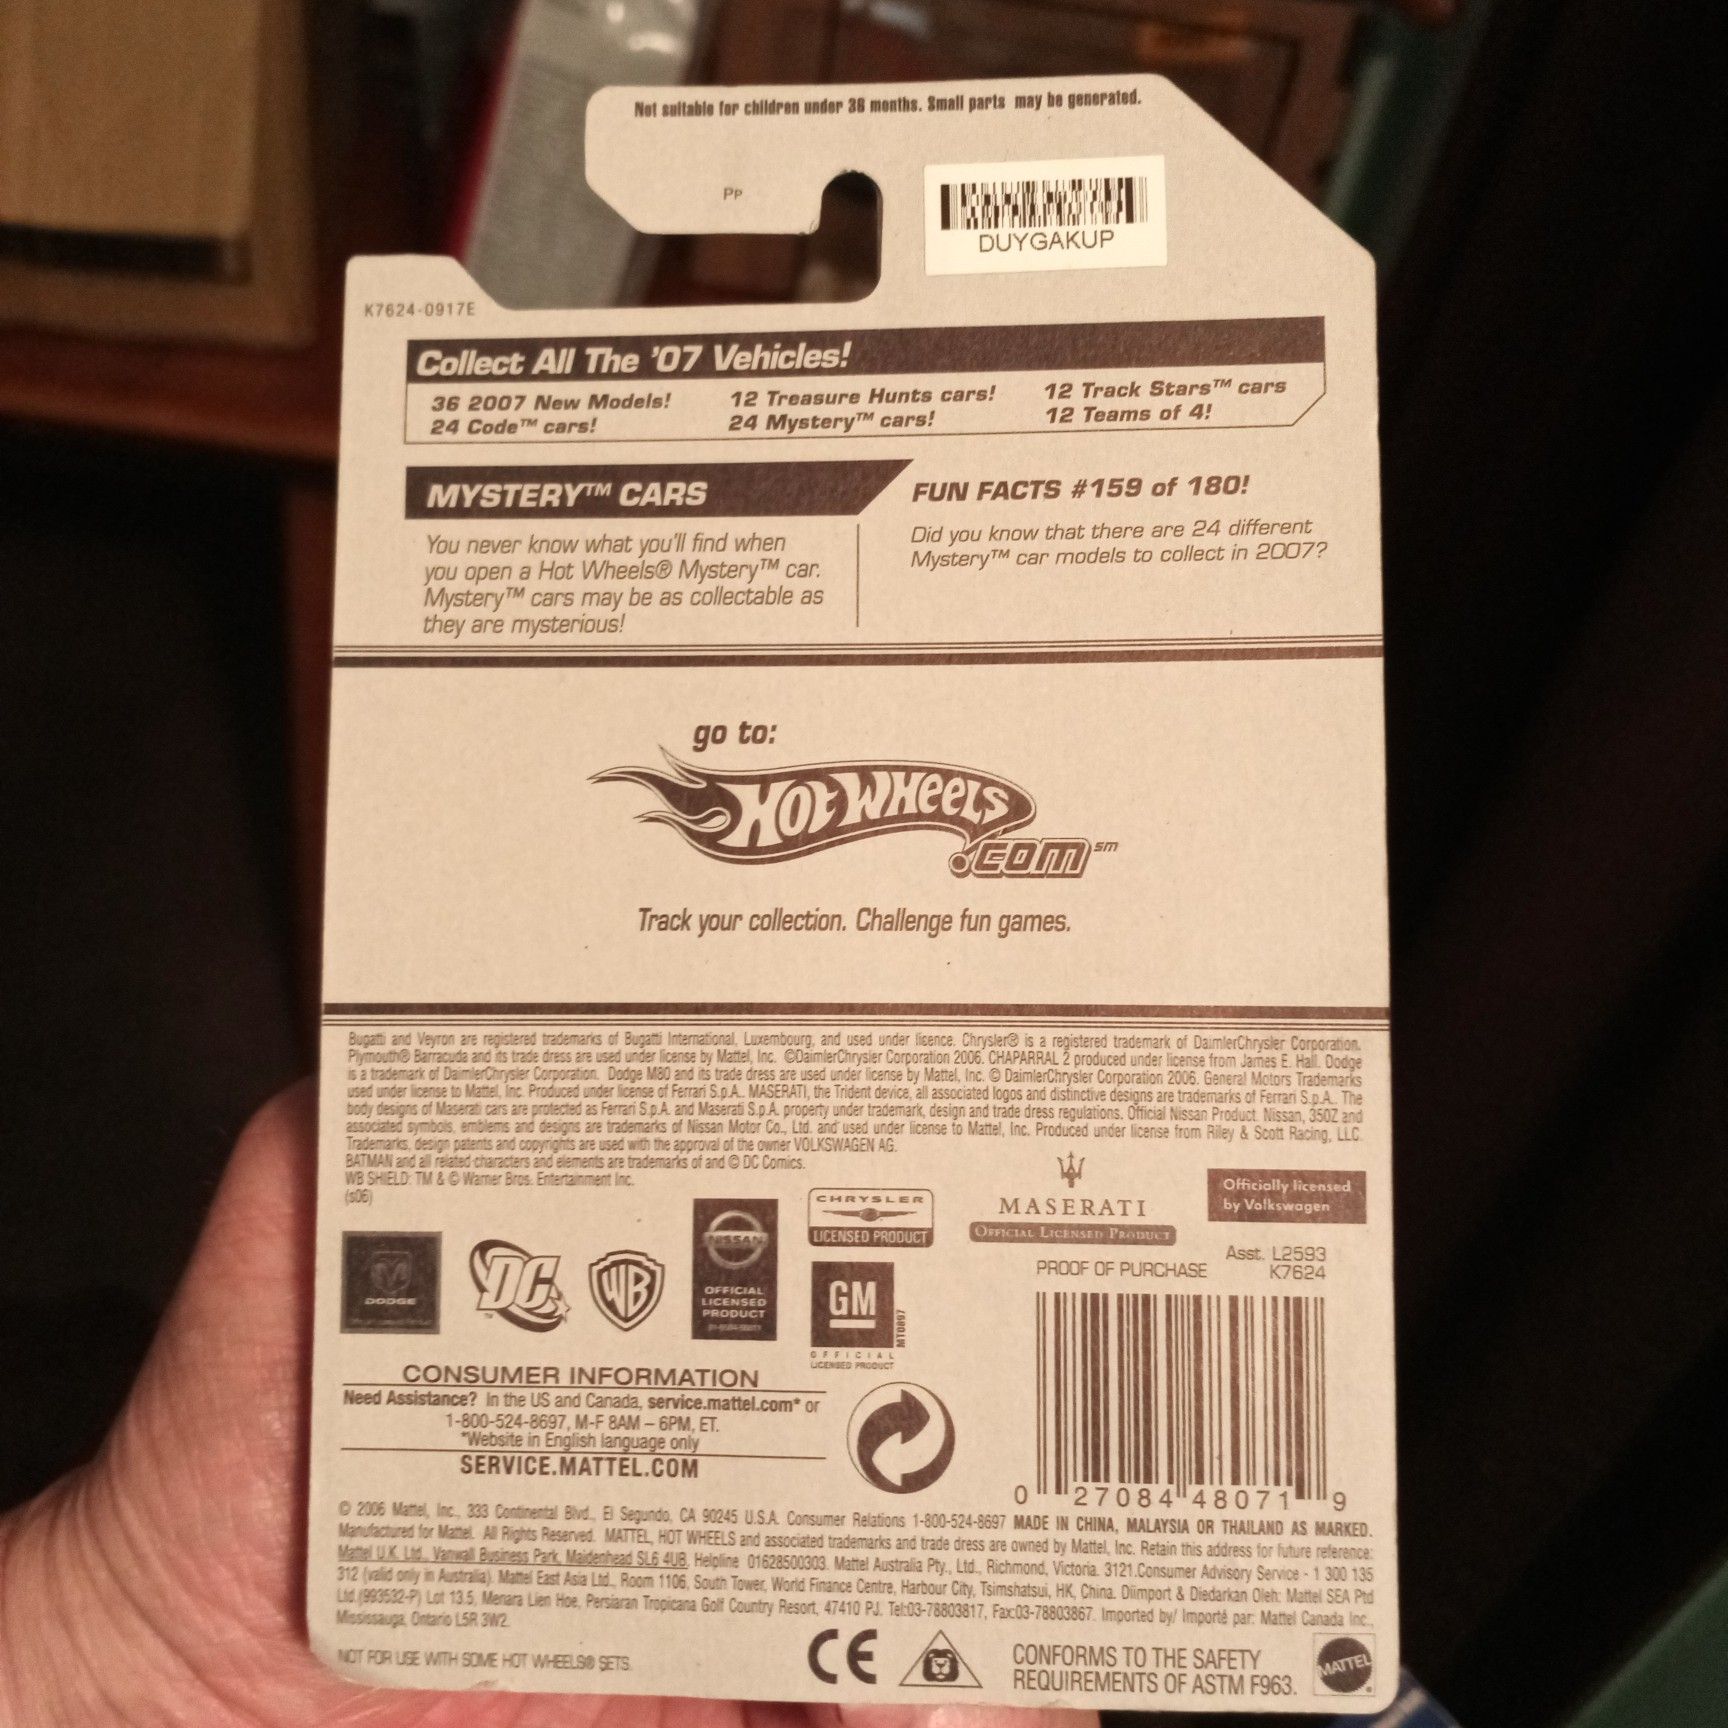 Not suitable for children under 36 months. Small parts may be generated.
PP
DUYGAKUP
K7624-0917E
Collect All The '07 Vehicles!
36 2007 New Models! 12 Treasure Hunts cars! 12 Track Stars™ cars
24 Code™ cars! 24 Mystery™ cars! 12 Teams of 4!
MYSTERY™ CARS
You never know what you'll find when
you open a Hot Wheels® Mystery™ car.
Mystery™ cars may be as collectable as
they are mysterious!
FUN FACTS #159 of 180!
Did you know that there are 24 different
Mystery™ car models to collect in 2007?
go to:
Hot Wheels
.com℠
Track your collection. Challenge fun games.
Bugatti and Veyron are registered trademarks of Bugatti International, Luxembourg, and used under licence. Chrysler® is a registered trademark of DaimlerChrysler Corporation.
Plymouth® Barracuda and its trade dress are used under license by Mattel, Inc. ©DaimlerChrysler Corporation 2006. CHAPARRAL 2 produced under license from James E. Hall. Dodge
is a trademark of DaimlerChrysler Corporation. Dodge M80 and its trade dress are used under license by Mattel, Inc. © DaimlerChrysler Corporation 2006. General Motors Trademarks
used under license to Mattel, Inc. Produced under license of Ferrari S.p.A.. MASERATI, the Trident device, all associated logos and distinctive designs are trademarks of Ferrari S.p.A.. The
body designs of Maserati cars are protected as Ferrari S.p.A. and Maserati S.p.A. property under trademark, design and trade dress regulations. Official Nissan Product. Nissan, 350Z and
associated symbols, emblems and designs are trademarks of Nissan Motor Co., Ltd. and used under license to Mattel, Inc. Produced under license from Riley & Scott Racing, LLC.
Trademarks, design patents and copyrights are used with the approval of the owner VOLKSWAGEN AG.
BATMAN and all related characters and elements are trademarks of and © DC Comics.
WB SHIELD: TM & © Warner Bros. Entertainment Inc.
(s06)
DODGE
DC
WB
NISSAN
OFFICIAL
LICENSED
PRODUCT
CHRYSLER
LICENSED PRODUCT
GM
MT0897
OFFICIAL
LICENSED PRODUCT
MASERATI
OFFICIAL LICENSED PRODUCT
Officially licensed
by Volkswagen
PROOF OF PURCHASE
Asst. L2593
K7624
0 27084 48071 9
CONSUMER INFORMATION
Need Assistance? In the US and Canada, service.mattel.com* or
1-800-524-8697, M-F 8AM – 6PM, ET.
*Website in English language only
SERVICE.MATTEL.COM
© 2006 Mattel, Inc., 333 Continental Blvd., El Segundo, CA 90245 U.S.A. Consumer Relations 1-800-524-8697 MADE IN CHINA, MALAYSIA OR THAILAND AS MARKED.
Manufactured for Mattel. All Rights Reserved. MATTEL, HOT WHEELS and associated trademarks and trade dress are owned by Mattel, Inc. Retain this address for future reference:
Mattel U.K. Ltd., Vanwall Business Park, Maidenhead SL6 4UB. Helpline 01628500303. Mattel Australia Pty., Ltd., Richmond, Victoria. 3121.Consumer Advisory Service - 1 300 135
312 (valid only in Australia). Mattel East Asia Ltd., Room 1106, South Tower, World Finance Centre, Harbour City, Tsimshatsui, HK, China. Diimport & Diedarkan Oleh: Mattel SEA Ptd
Ltd.(993532-P) Lot 13.5, Menara Lien Hoe, Persiaran Tropicana Golf Country Resort, 47410 PJ. Tel:03-78803817, Fax:03-78803867. Imported by/ Importé par: Mattel Canada Inc.,
Mississauga, Ontario L5R 3W2.
NOT FOR USE WITH SOME HOT WHEELS® SETS.
CE
CONFORMS TO THE SAFETY
REQUIREMENTS OF ASTM F963.
MATTEL